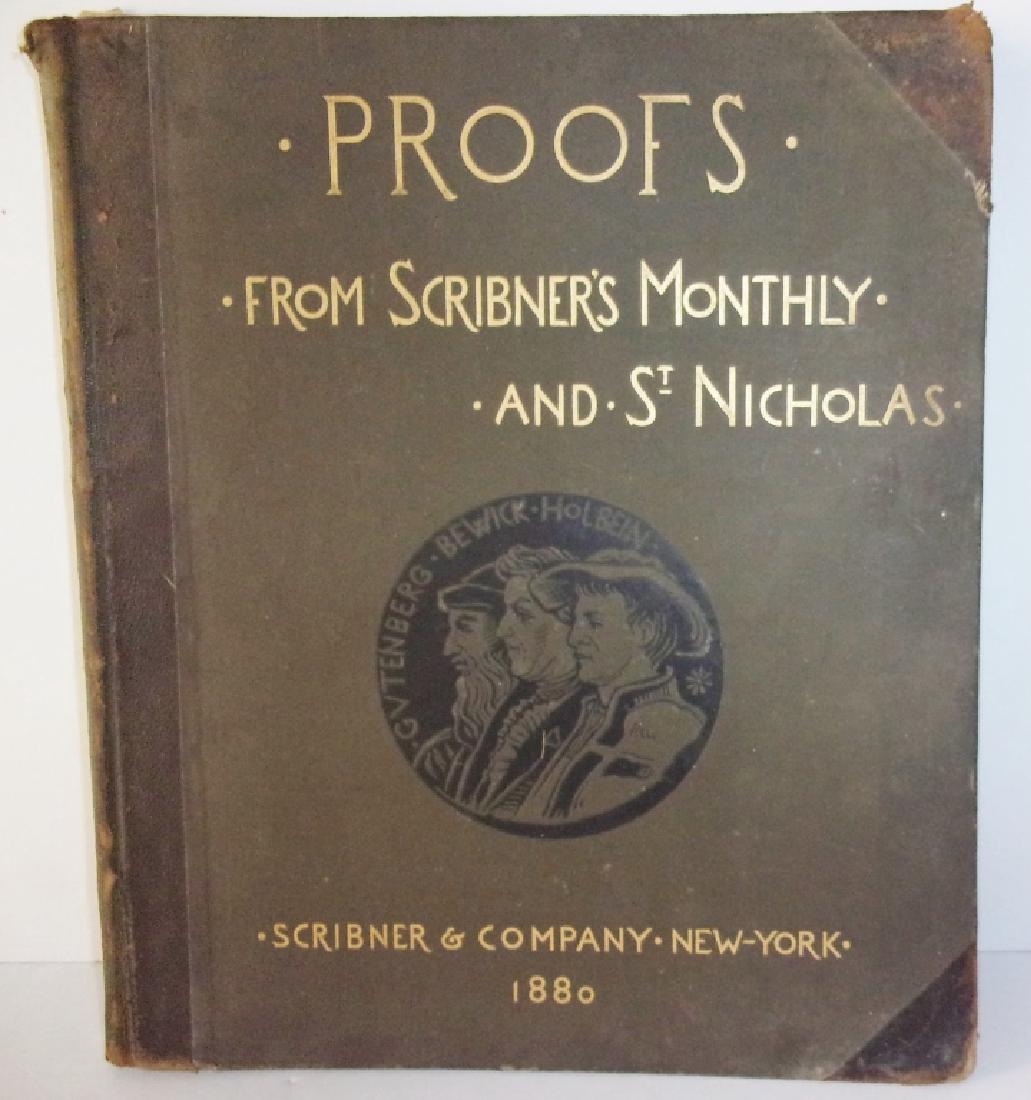 · PROOFS ·
· FROM SCRIBNER'S MONTHLY ·
· AND · ST NICHOLAS ·
· GVTENBERG · BEWICK · HOLBEIN ·
· SCRIBNER & COMPANY · NEW-YORK ·
1880